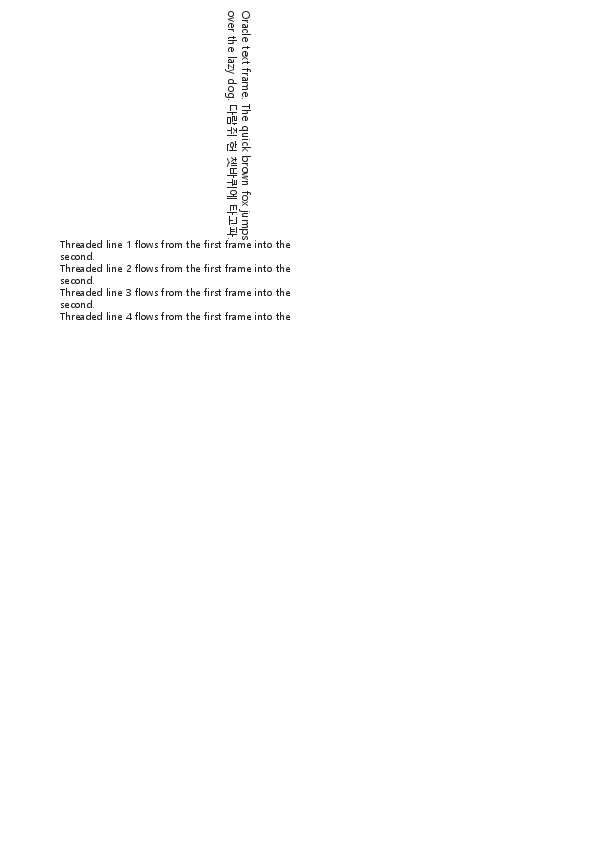 Oracle text frame. The quick brown fox jumps
over the lazy dog. 다람쥐 헌 쳇바퀴에 타고파.
Threaded line 1 flows from the first frame into the
second.
Threaded line 2 flows from the first frame into the
second.
Threaded line 3 flows from the first frame into the
second.
Threaded line 4 flows from the first frame into the